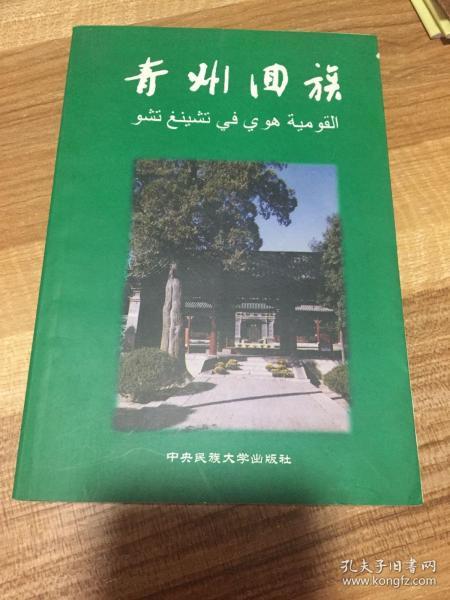 青州回族
القومية هوي في تشينغ تشو
中央民族大学出版社
孔夫子旧书网
www.kongfz.com